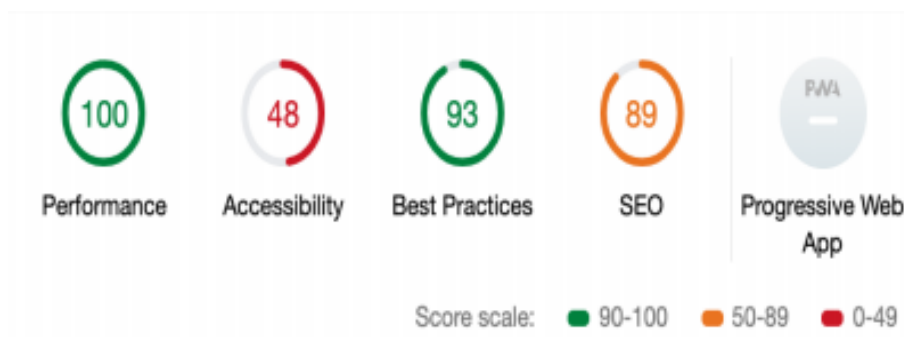 100
48
93
89
PWA
Performance
Accessibility
Best Practices
SEO
Progressive Web
App
Score scale:
90-100
50-89
0-49